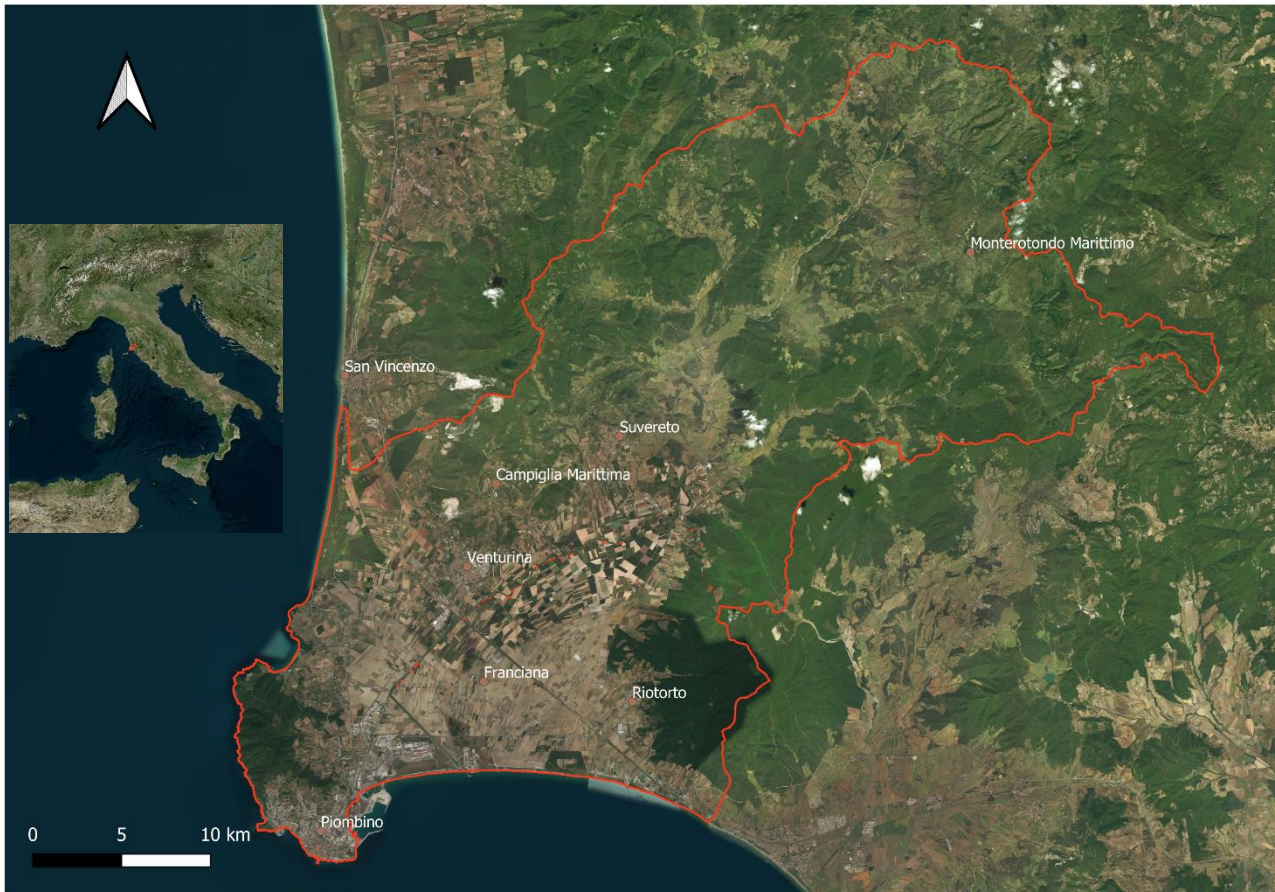 Monterotondo Marittimo
San Vincenzo
Suvereto
Campiglia Marittima
Venturina
Franciana
Riotorto
Piombino
0 5 10 km